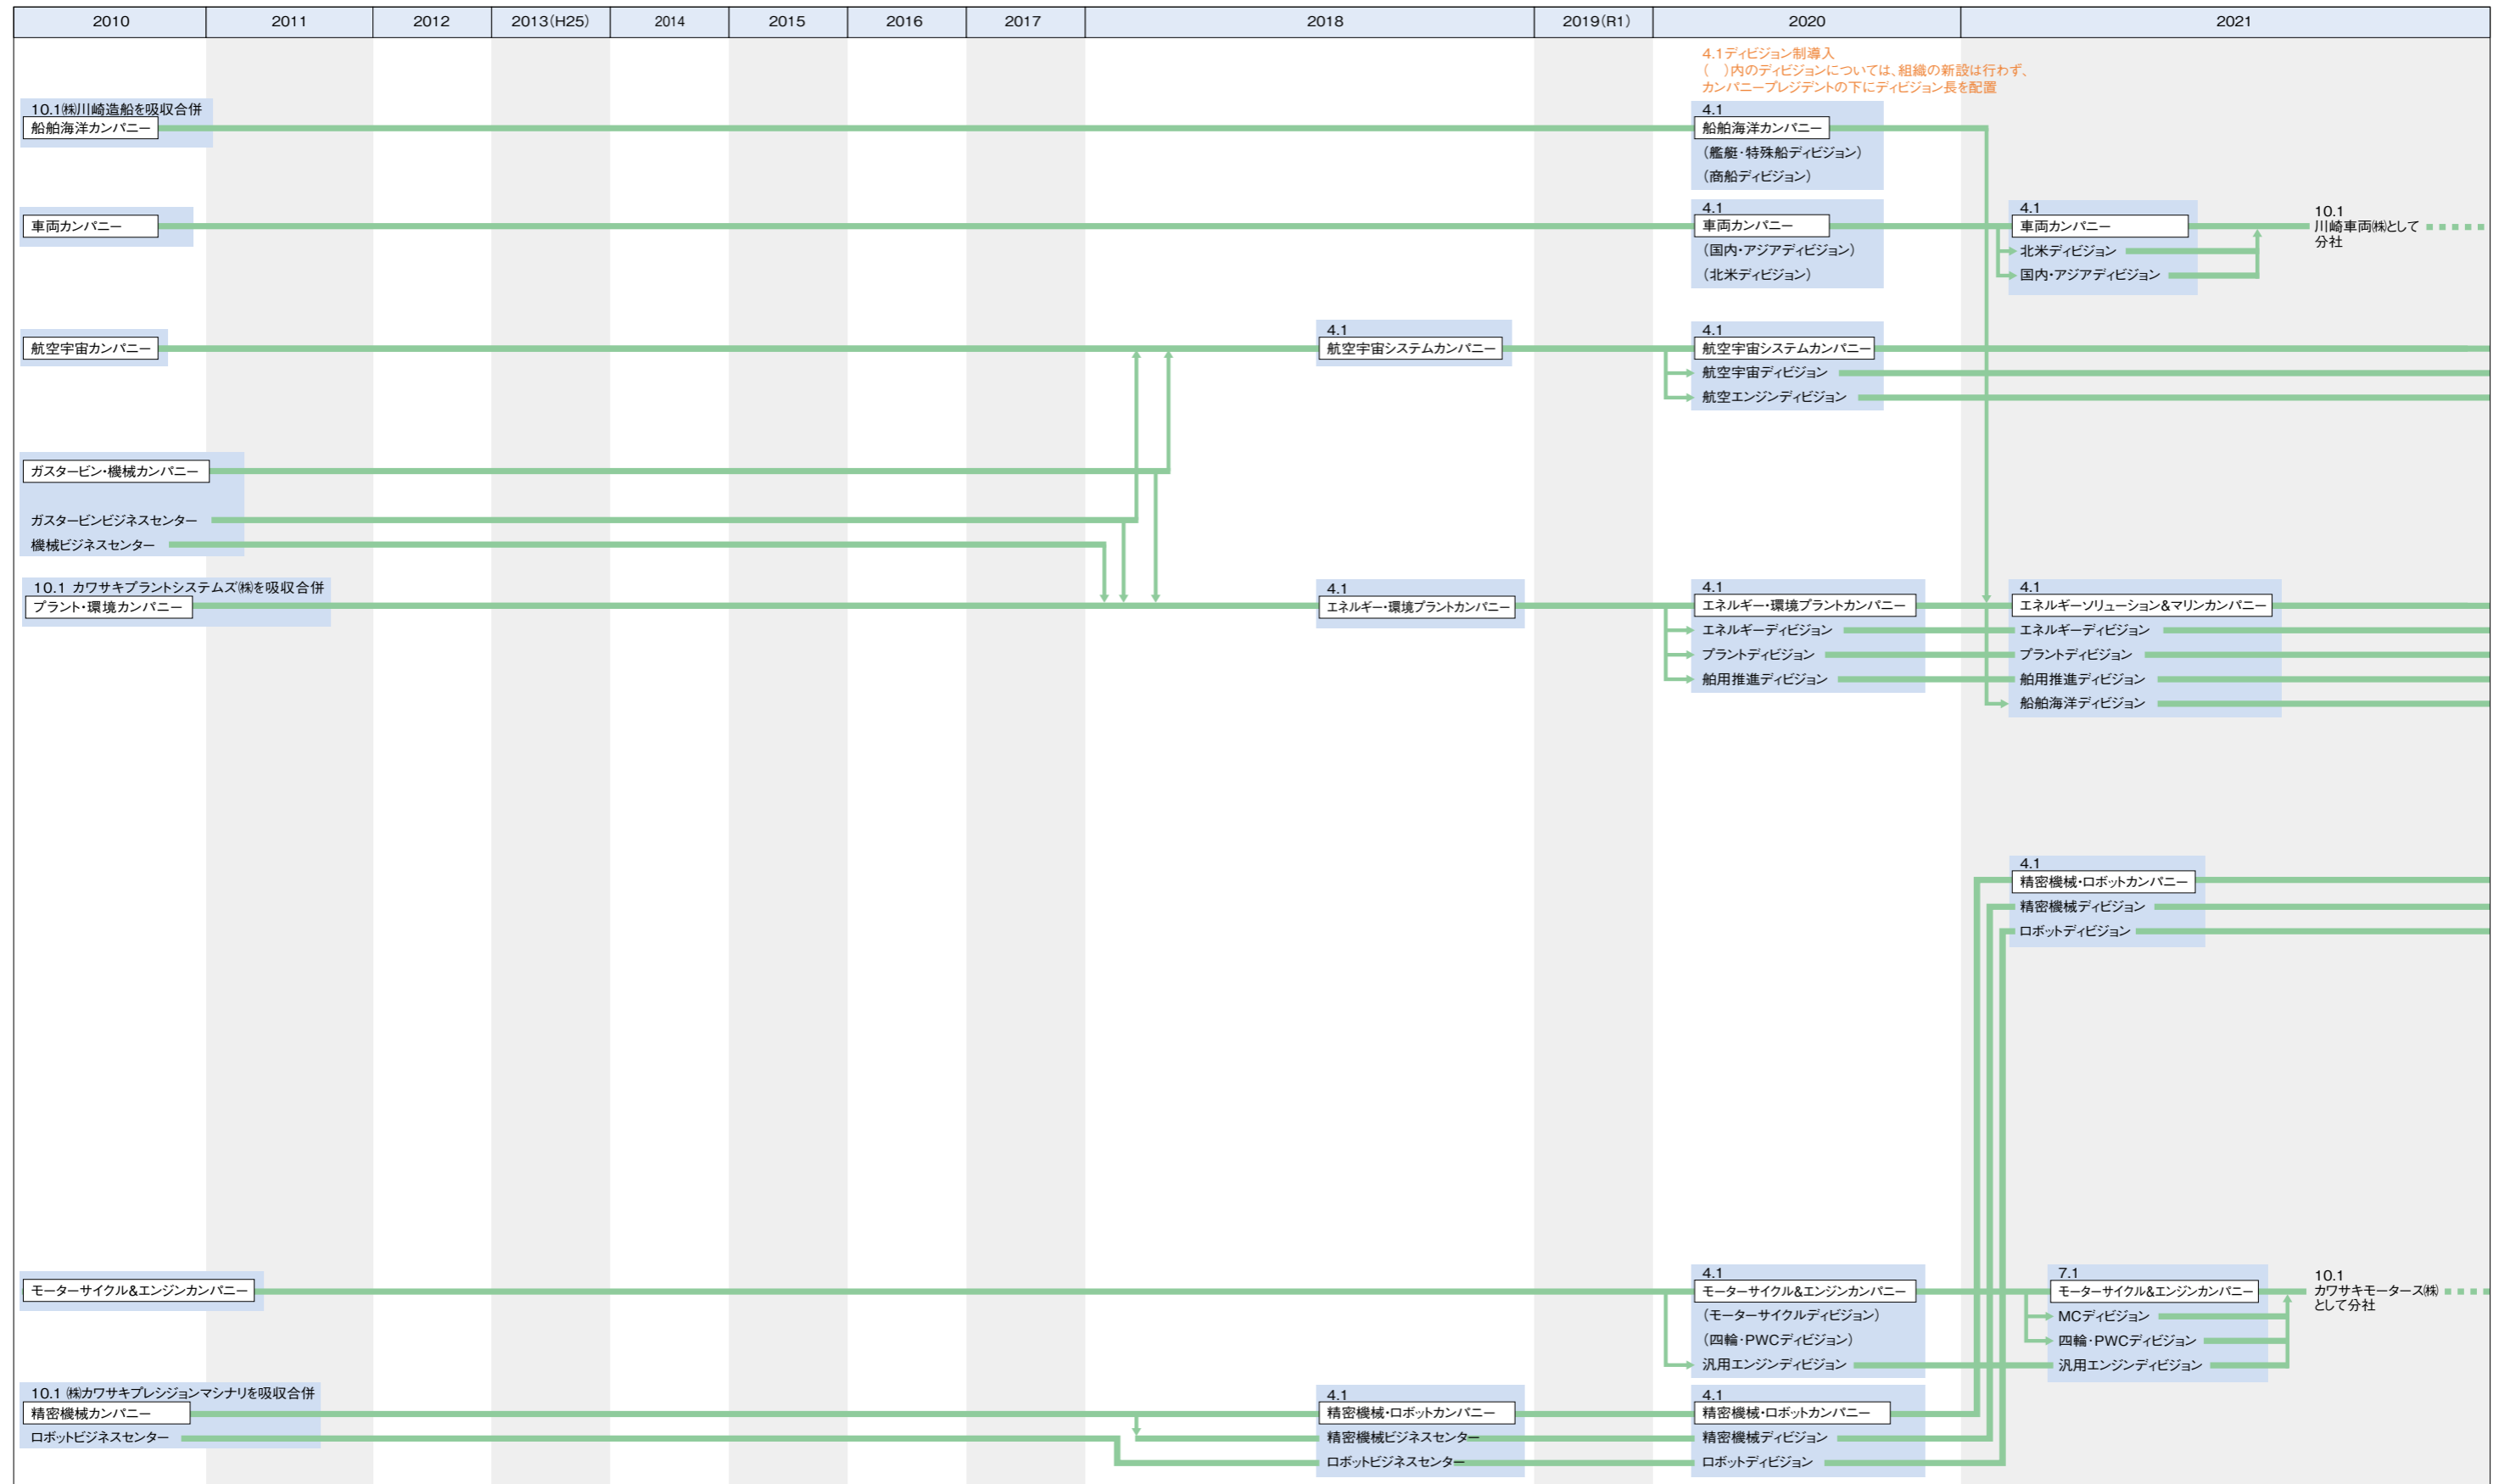 2010
2011
2012
2013(H25)
2014
2015
2016
2017
2018
2019(R1)
2020
2021
4.1ディビジョン制導入
(　)内のディビジョンについては、組織の新設は行わず、
カンパニープレジデントの下にディビジョン長を配置
10.1㈱川崎造船を吸収合併
船舶海洋カンパニー
4.1
船舶海洋カンパニー
(艦艇・特殊船ディビジョン)
(商船ディビジョン)
車両カンパニー
4.1
車両カンパニー
(国内・アジアディビジョン)
(北米ディビジョン)
4.1
車両カンパニー
北米ディビジョン
国内・アジアディビジョン
10.1
川崎車両㈱として
分社
航空宇宙カンパニー
4.1
航空宇宙システムカンパニー
4.1
航空宇宙システムカンパニー
航空宇宙ディビジョン
航空エンジンディビジョン
ガスタービン・機械カンパニー
ガスタービンビジネスセンター
機械ビジネスセンター
10.1 カワサキプラントシステムズ㈱を吸収合併
プラント・環境カンパニー
4.1
エネルギー・環境プラントカンパニー
4.1
エネルギー・環境プラントカンパニー
エネルギーディビジョン
プラントディビジョン
舶用推進ディビジョン
4.1
エネルギーソリューション&マリンカンパニー
エネルギーディビジョン
プラントディビジョン
舶用推進ディビジョン
船舶海洋ディビジョン
4.1
精密機械・ロボットカンパニー
精密機械ディビジョン
ロボットディビジョン
モーターサイクル&エンジンカンパニー
4.1
モーターサイクル&エンジンカンパニー
(モーターサイクルディビジョン)
(四輪・PWCディビジョン)
汎用エンジンディビジョン
7.1
モーターサイクル&エンジンカンパニー
MCディビジョン
四輪・PWCディビジョン
汎用エンジンディビジョン
10.1
カワサキモータース㈱
として分社
10.1 ㈱カワサキプレシジョンマシナリを吸収合併
精密機械カンパニー
ロボットビジネスセンター
4.1
精密機械・ロボットカンパニー
精密機械ビジネスセンター
ロボットビジネスセンター
4.1
精密機械・ロボットカンパニー
精密機械ディビジョン
ロボットディビジョン